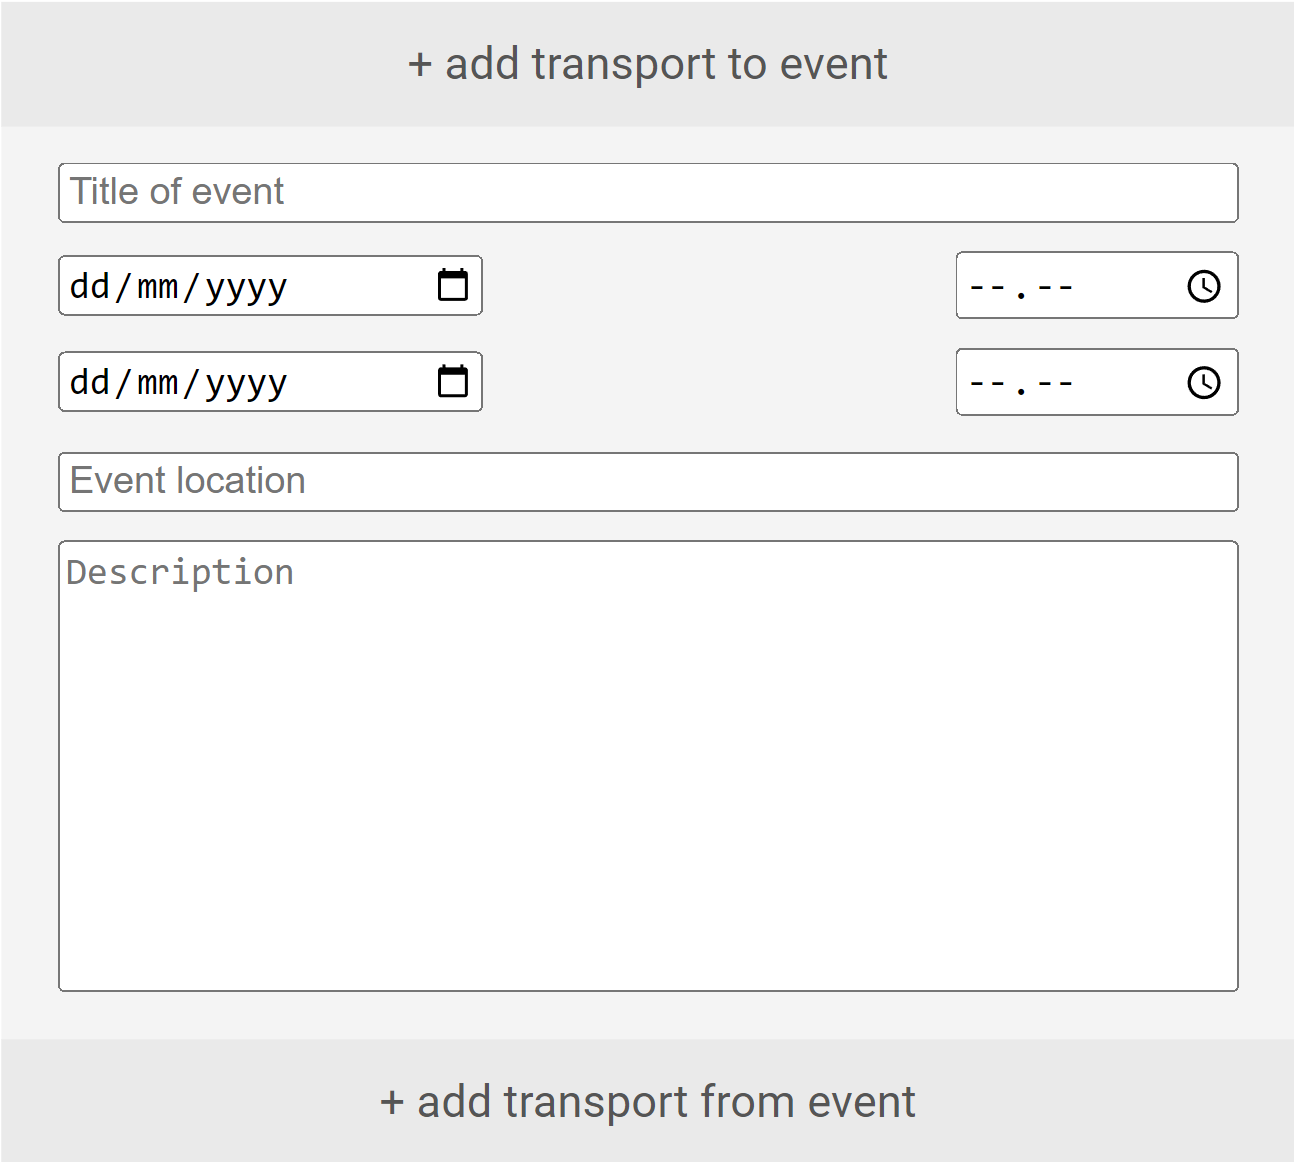 + add transport to event
Title of event
dd/mm/yyyy --.--
dd/mm/yyyy --.--
Event location
Description
+ add transport from event